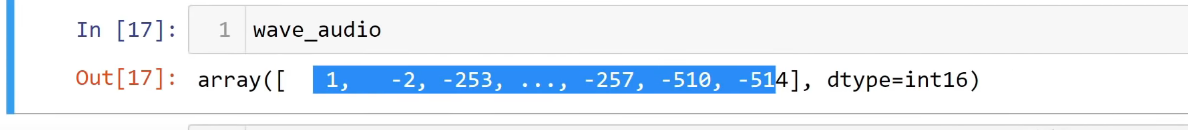 In [17]: 1 wave_audio
Out[17]: array([ 1, -2, -253, ..., -257, -510, -514], dtype=int16)